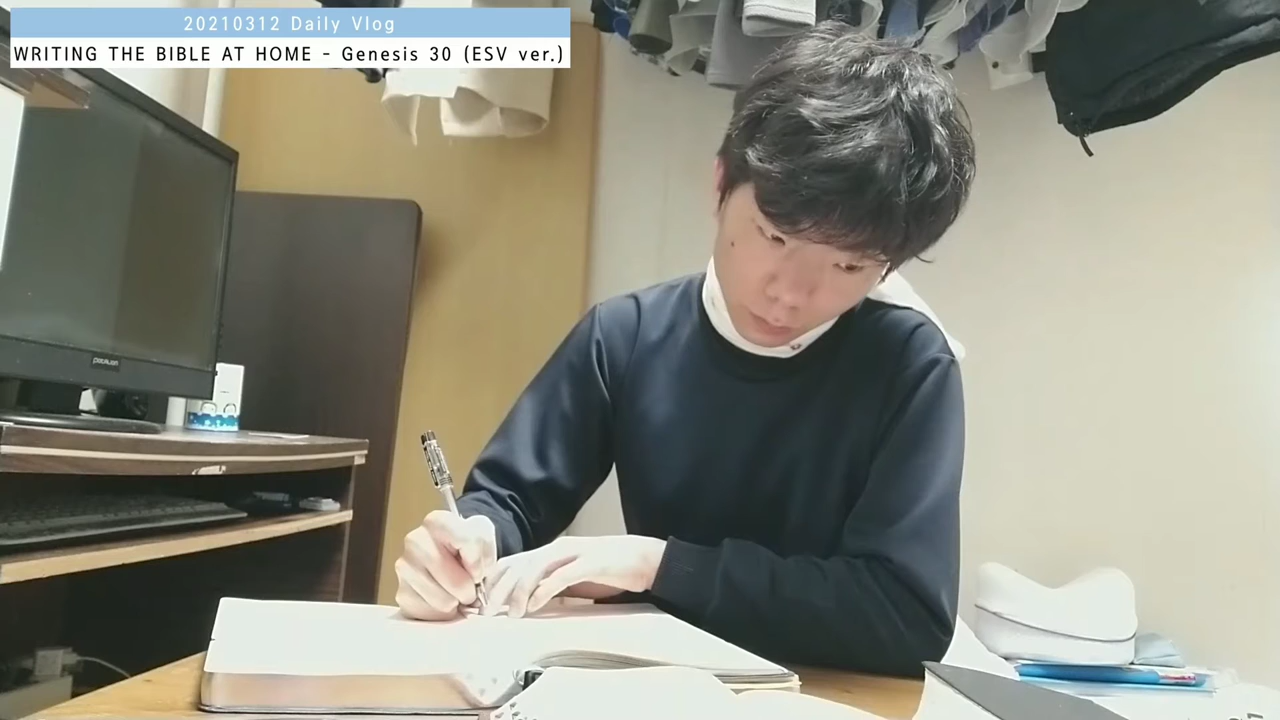 20210312 Daily Vlog
WRITING THE BIBLE AT HOME - Genesis 30 (ESV ver.)